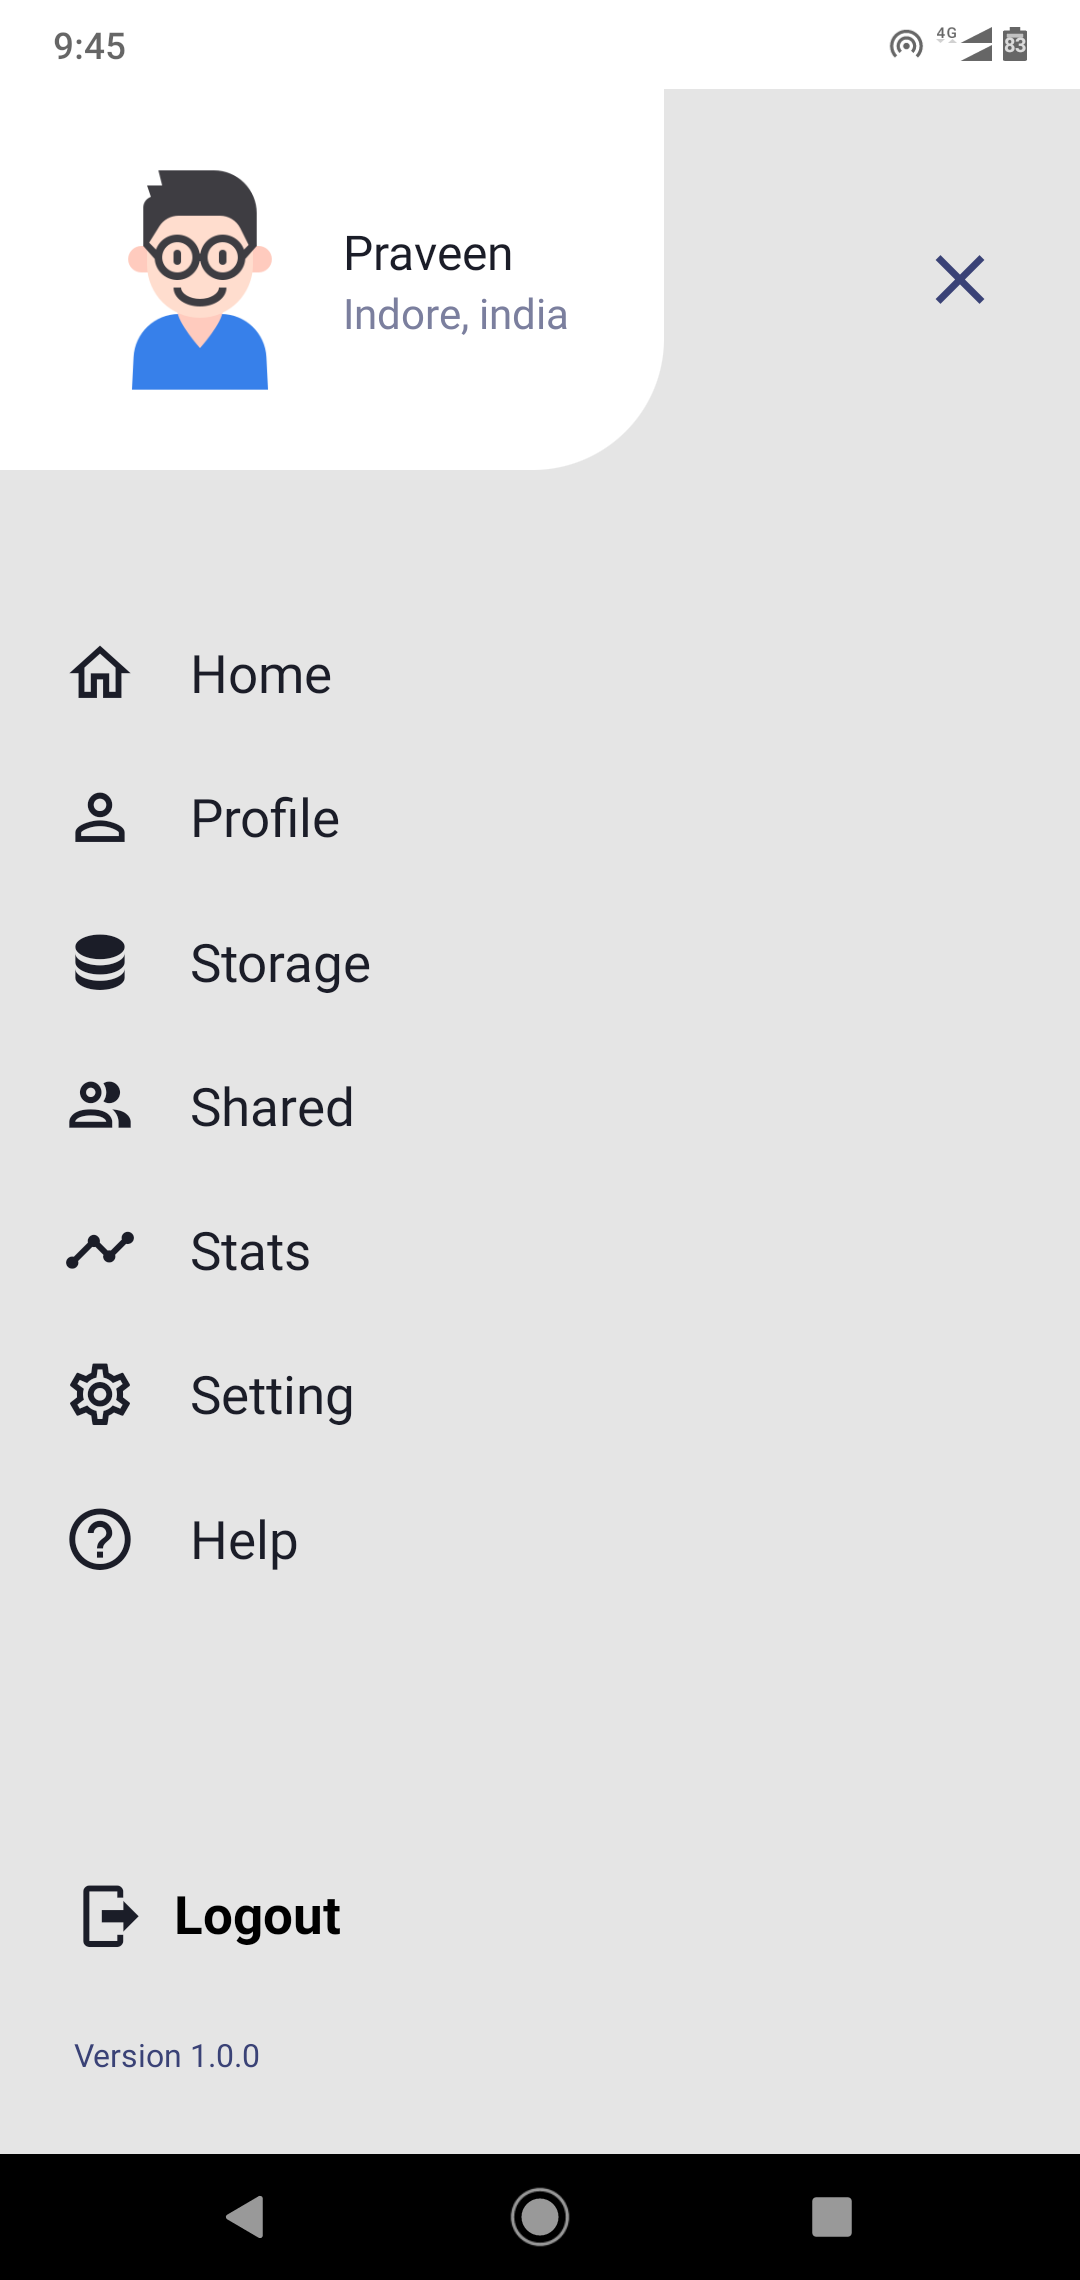 9:45
4G
83
Praveen
Indore, india
Home
Profile
Storage
Shared
Stats
Setting
Help
Logout
Version 1.0.0